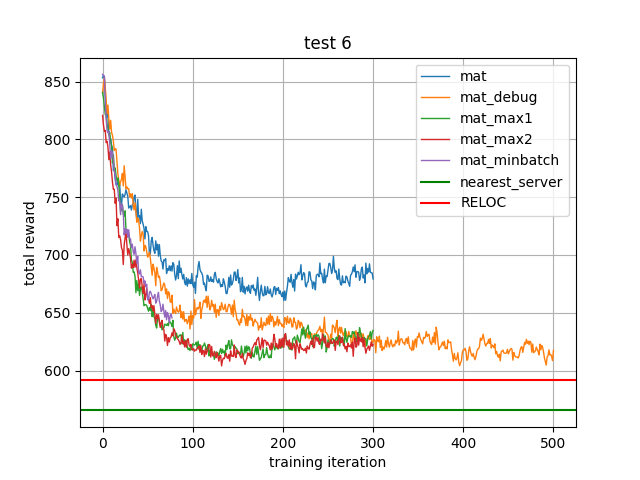 test 6
total reward
850
800
750
700
650
600
0
100
200
300
400
500
training iteration
mat
mat_debug
mat_max1
mat_max2
mat_minbatch
nearest_server
RELOC